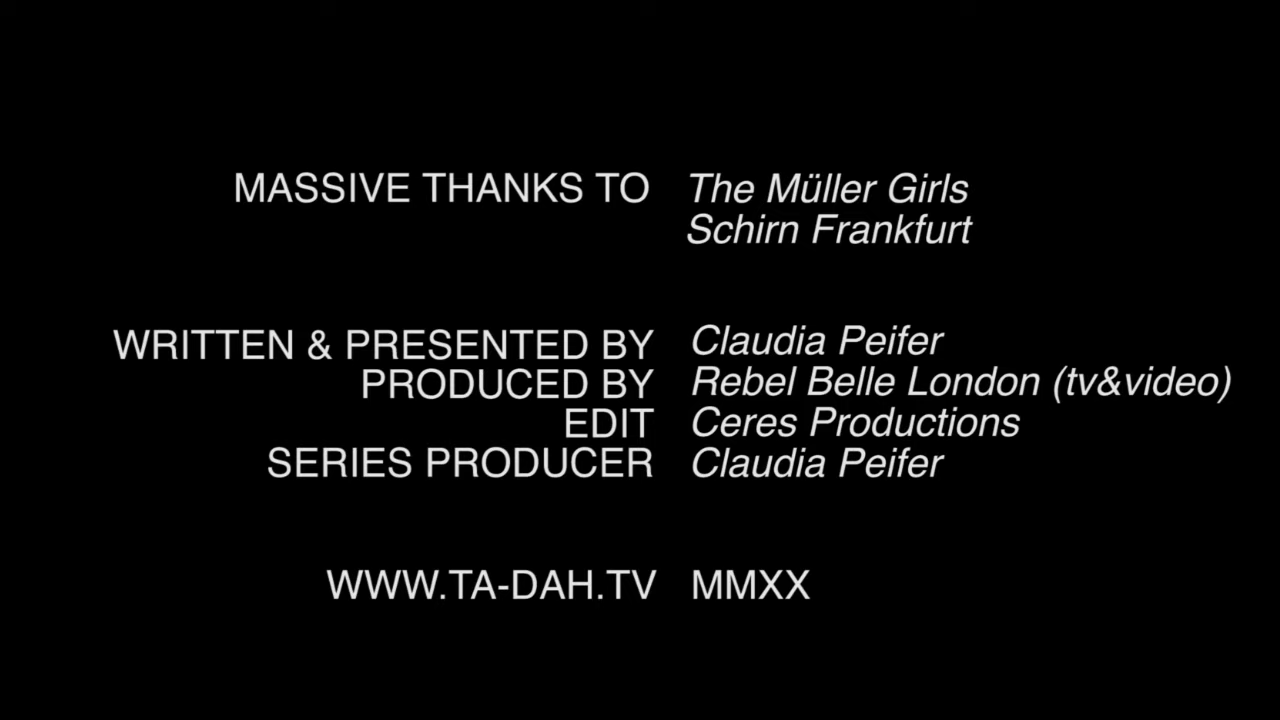 MASSIVE THANKS TO The Müller Girls
Schirn Frankfurt
WRITTEN & PRESENTED BY Claudia Peifer
PRODUCED BY Rebel Belle London (tv&video)
EDIT Ceres Productions
SERIES PRODUCER Claudia Peifer
WWW.TA-DAH.TV MMXX